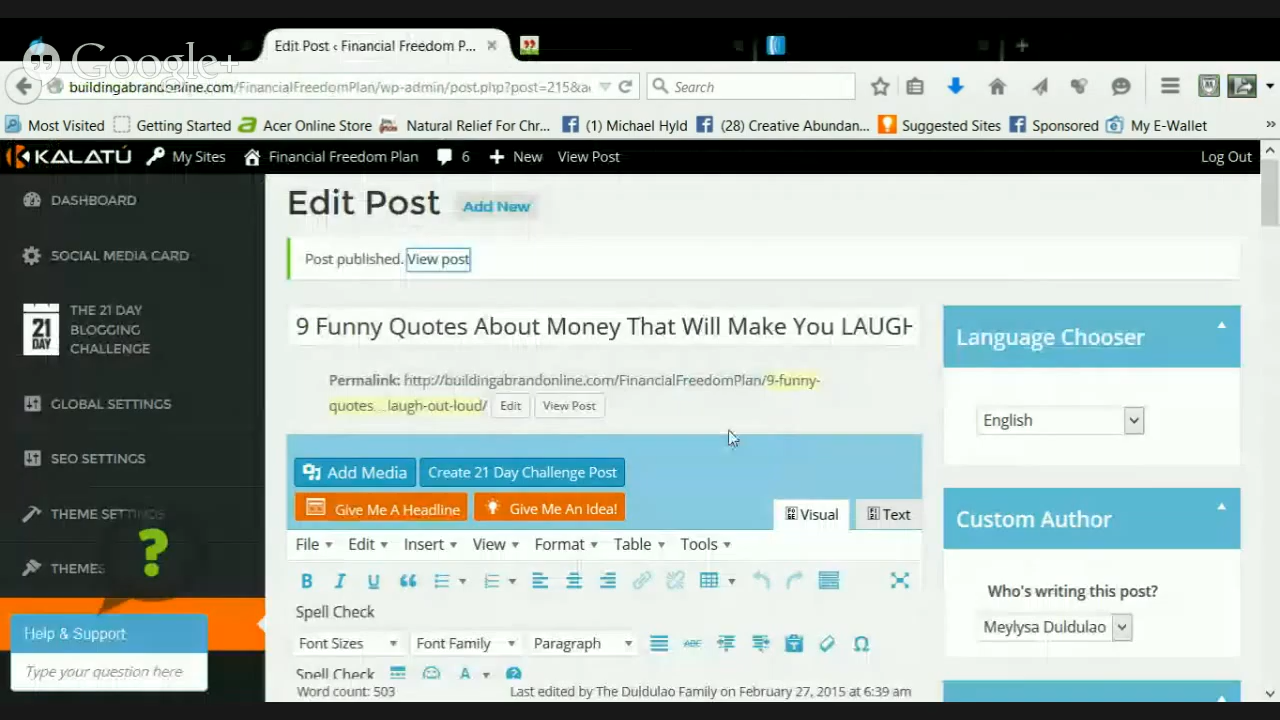 Edit Post ‹ Financial Freedom P...
Google+
buildingabrandonline.com/FinancialFreedomPlan/wp-admin/post.php?post=215&ac
Search
Most Visited
Getting Started
Acer Online Store
Natural Relief For Chr...
(1) Michael Hyld
(28) Creative Abundan...
Suggested Sites
Sponsored
My E-Wallet
KALATÚ
My Sites
Financial Freedom Plan
6
New
View Post
Log Out
DASHBOARD
SOCIAL MEDIA CARD
21
DAY
THE 21 DAY
BLOGGING
CHALLENGE
GLOBAL SETTINGS
SEO SETTINGS
THEME SETTINGS
THEMES
?
Help & Support
Type your question here
Edit Post
Add New
Post published. View post
9 Funny Quotes About Money That Will Make You LAUGH
Permalink: http://buildingabrandonline.com/FinancialFreedomPlan/9-funny-
quotes…laugh-out-loud/
Edit
View Post
Add Media
Create 21 Day Challenge Post
Give Me A Headline
Give Me An Idea!
Visual
Text
File
Edit
Insert
View
Format
Table
Tools
B I U
Spell Check
Font Sizes
Font Family
Paragraph
ABC
Ω
Spell Check
A
Word count: 503
Last edited by The Duldulao Family on February 27, 2015 at 6:39 am
Language Chooser
English
Custom Author
Who's writing this post?
Meylysa Duldulao